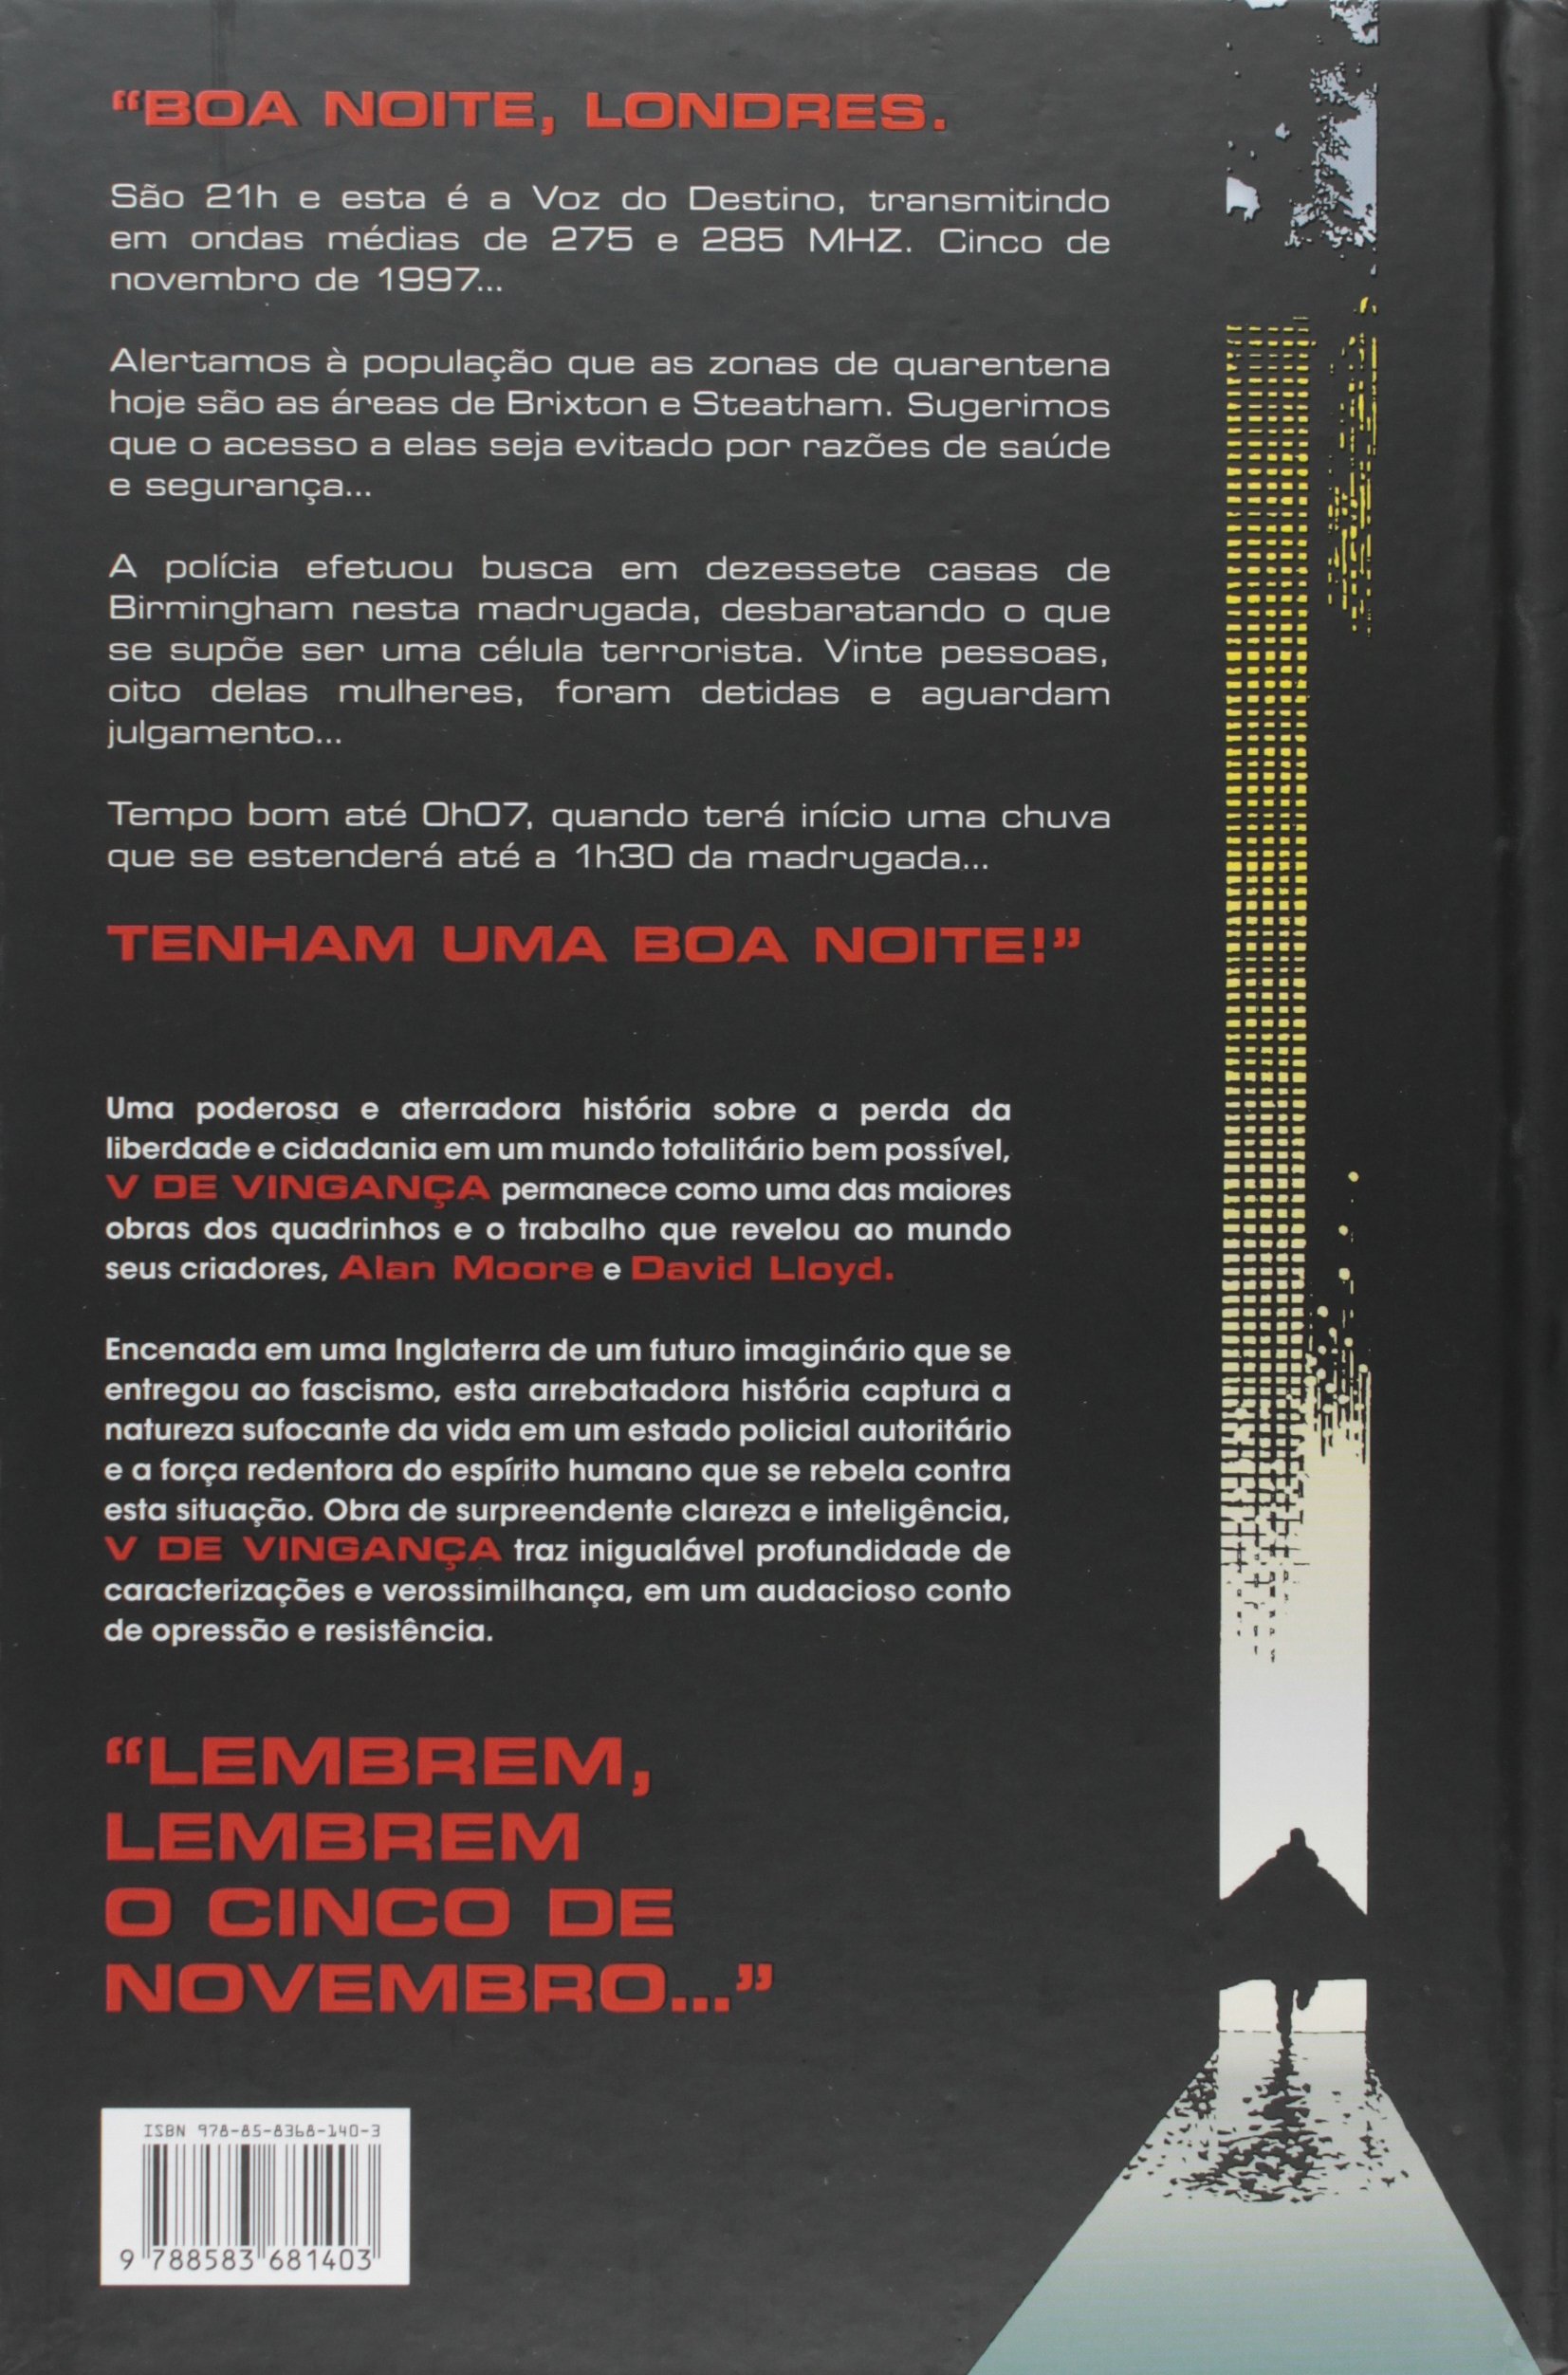 “BOA NOITE, LONDRES.
São 21h e esta é a Voz do Destino, transmitindo
em ondas médias de 275 e 285 MHZ. Cinco de
novembro de 1997...
Alertamos à população que as zonas de quarentena
hoje são as áreas de Brixton e Steatham. Sugerimos
que o acesso a elas seja evitado por razões de saúde
e segurança...
A polícia efetuou busca em dezessete casas de
Birmingham nesta madrugada, desbaratando o que
se supõe ser uma célula terrorista. Vinte pessoas,
oito delas mulheres, foram detidas e aguardam
julgamento...
Tempo bom até 0h07, quando terá início uma chuva
que se estenderá até a 1h30 da madrugada...
TENHAM UMA BOA NOITE!”
Uma poderosa e aterradora história sobre a perda da
liberdade e cidadania em um mundo totalitário bem possível,
V DE VINGANÇA permanece como uma das maiores
obras dos quadrinhos e o trabalho que revelou ao mundo
seus criadores, Alan Moore e David Lloyd.
Encenada em uma Inglaterra de um futuro imaginário que se
entregou ao fascismo, esta arrebatadora história captura a
natureza sufocante da vida em um estado policial autoritário
e a força redentora do espírito humano que se rebela contra
esta situação. Obra de surpreendente clareza e inteligência,
V DE VINGANÇA traz inigualável profundidade de
caracterizações e verossimilhança, em um audacioso conto
de opressão e resistência.
“LEMBREM,
LEMBREM
O CINCO DE
NOVEMBRO...”
ISBN 978-85-8368-140-3
9 788583 681403